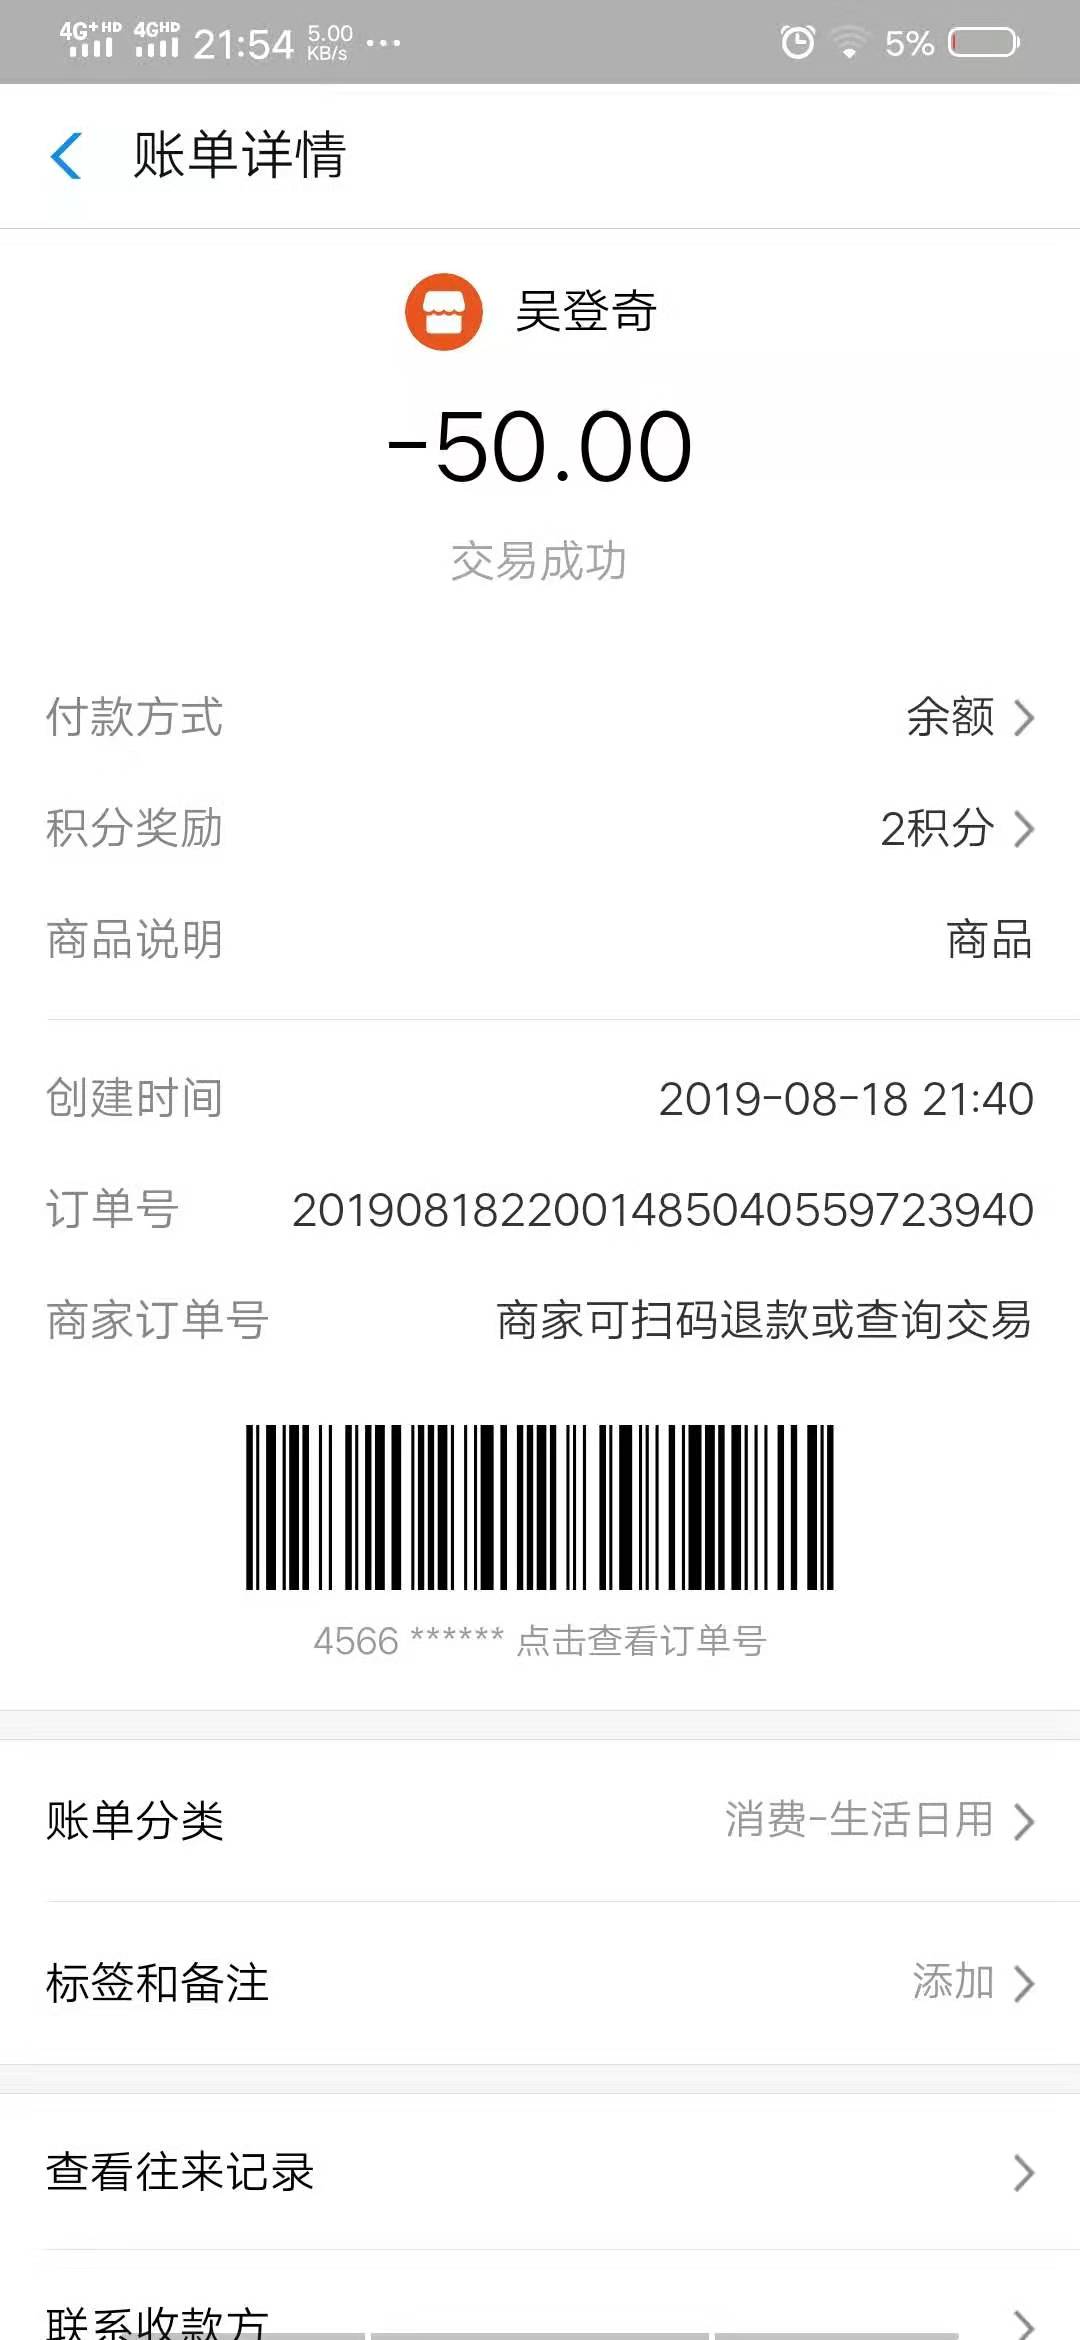 4G+ HD 4GHD 21:54 5.00 KB/s ... 5%
账单详情
吴登奇
-50.00
交易成功
付款方式 余额
积分奖励 2积分
商品说明 商品
创建时间 2019-08-18 21:40
订单号 2019081822001485040559723940
商家订单号 商家可扫码退款或查询交易
4566 ****** 点击查看订单号
账单分类 消费-生活日用
标签和备注 添加
查看往来记录
联系收款方